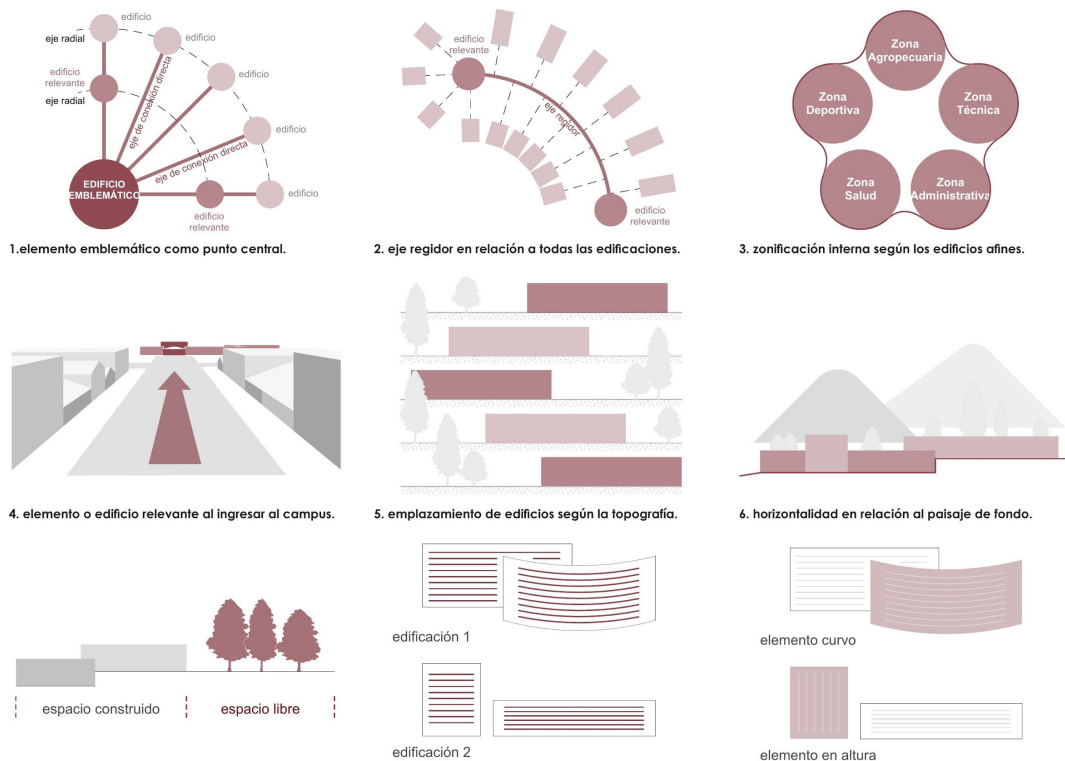 edificio
eje radial
edificio
edificio
relevante
eje radial
eje de conexión directa
edificio
edificio
eje de conexión directa
EDIFICIO
EMBLEMÁTICO
edificio
edificio
relevante
1.elemento emblemático como punto central.
edificio
relevante
eje regidor
edificio
relevante
2. eje regidor en relación a todas las edificaciones.
Zona
Agropecuaria
Zona
Deportiva
Zona
Técnica
Zona
Salud
Zona
Administrativa
3. zonificación interna según los edificios afines.
4. elemento o edificio relevante al ingresar al campus.
5. emplazamiento de edificios según la topografía.
6. horizontalidad en relación al paisaje de fondo.
espacio construido
espacio libre
edificación 1
edificación 2
elemento curvo
elemento en altura